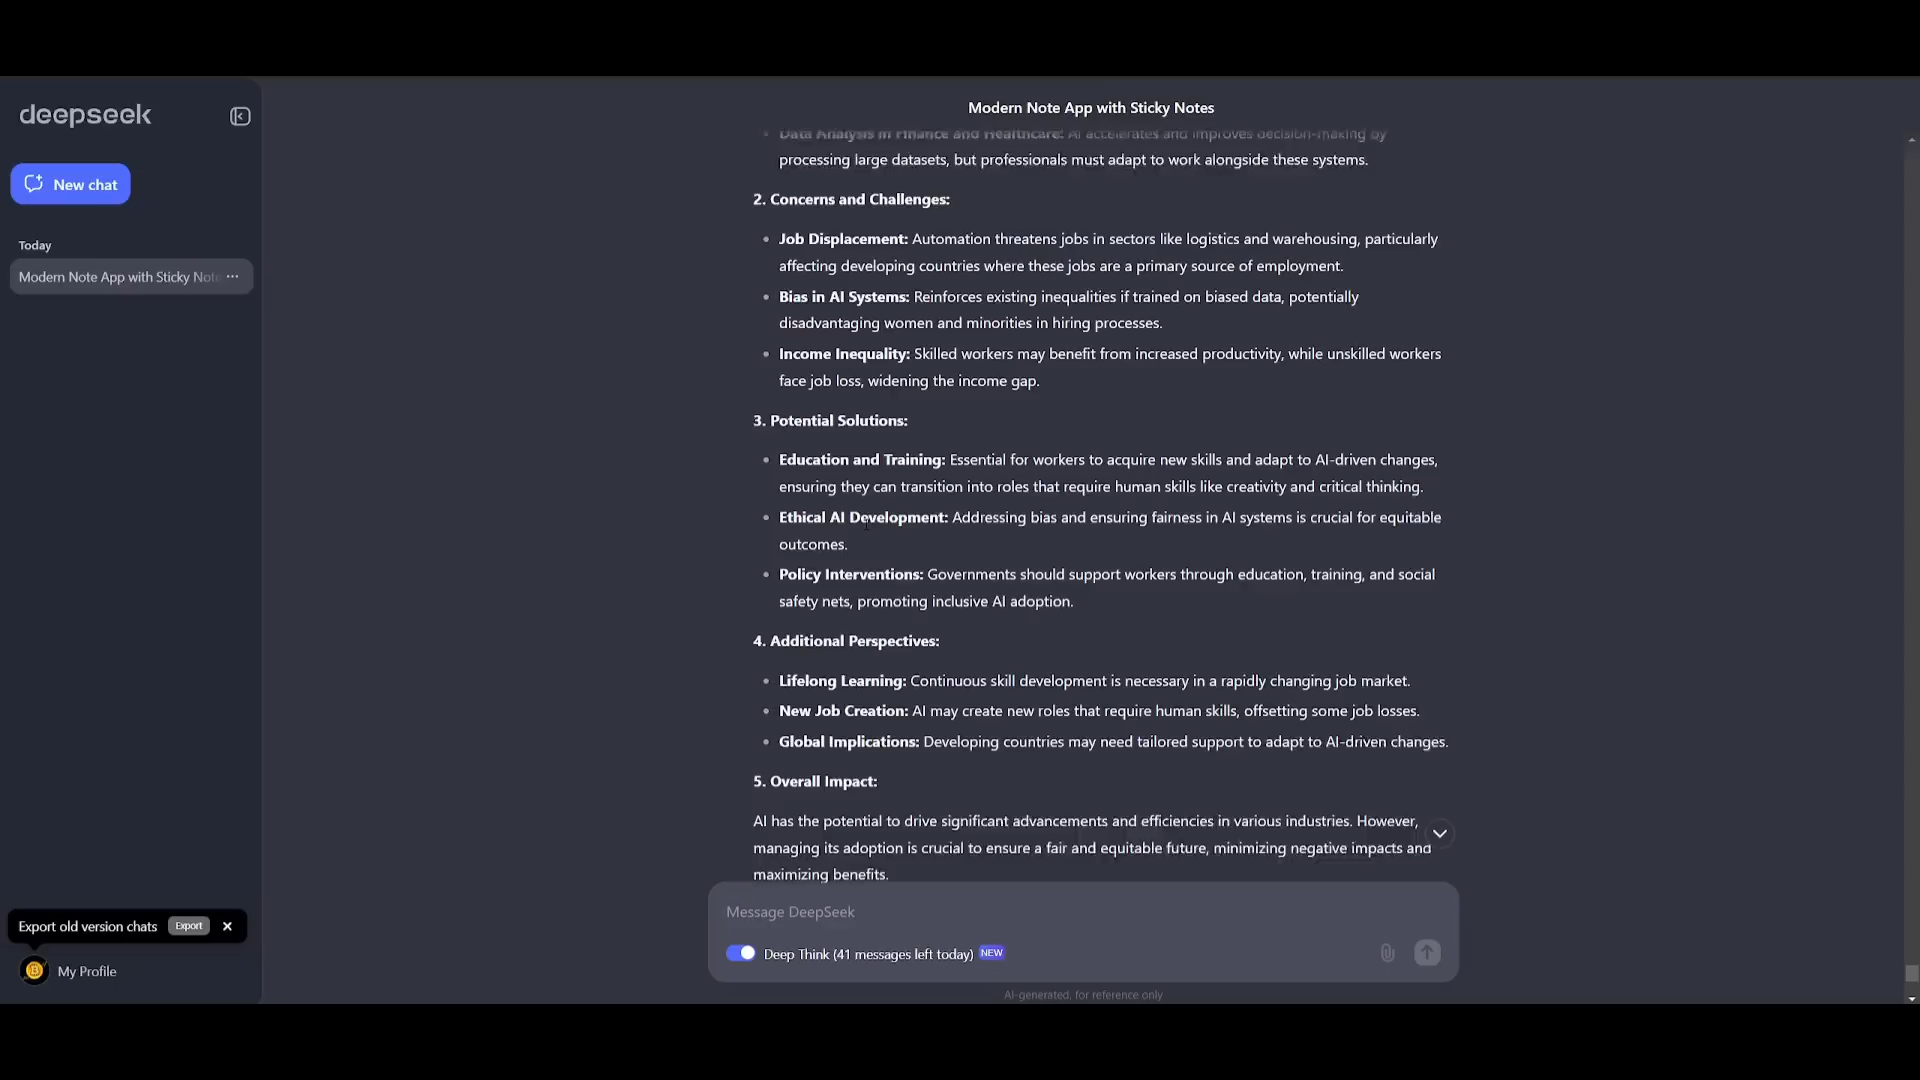 deepseek
New chat
Today
Modern Note App with Sticky Not
Export old version chats Export
My Profile
Modern Note App with Sticky Notes
• Data Analysis in Finance and Healthcare: AI accelerates and improves decision-making by
processing large datasets, but professionals must adapt to work alongside these systems.
2. Concerns and Challenges:
• Job Displacement: Automation threatens jobs in sectors like logistics and warehousing, particularly
affecting developing countries where these jobs are a primary source of employment.
• Bias in AI Systems: Reinforces existing inequalities if trained on biased data, potentially
disadvantaging women and minorities in hiring processes.
• Income Inequality: Skilled workers may benefit from increased productivity, while unskilled workers
face job loss, widening the income gap.
3. Potential Solutions:
• Education and Training: Essential for workers to acquire new skills and adapt to AI-driven changes,
ensuring they can transition into roles that require human skills like creativity and critical thinking.
• Ethical AI Development: Addressing bias and ensuring fairness in AI systems is crucial for equitable
outcomes.
• Policy Interventions: Governments should support workers through education, training, and social
safety nets, promoting inclusive AI adoption.
4. Additional Perspectives:
• Lifelong Learning: Continuous skill development is necessary in a rapidly changing job market.
• New Job Creation: AI may create new roles that require human skills, offsetting some job losses.
• Global Implications: Developing countries may need tailored support to adapt to AI-driven changes.
5. Overall Impact:
AI has the potential to drive significant advancements and efficiencies in various industries. However,
managing its adoption is crucial to ensure a fair and equitable future, minimizing negative impacts and
maximizing benefits.
Message DeepSeek
Deep Think (41 messages left today) NEW
AI-generated, for reference only